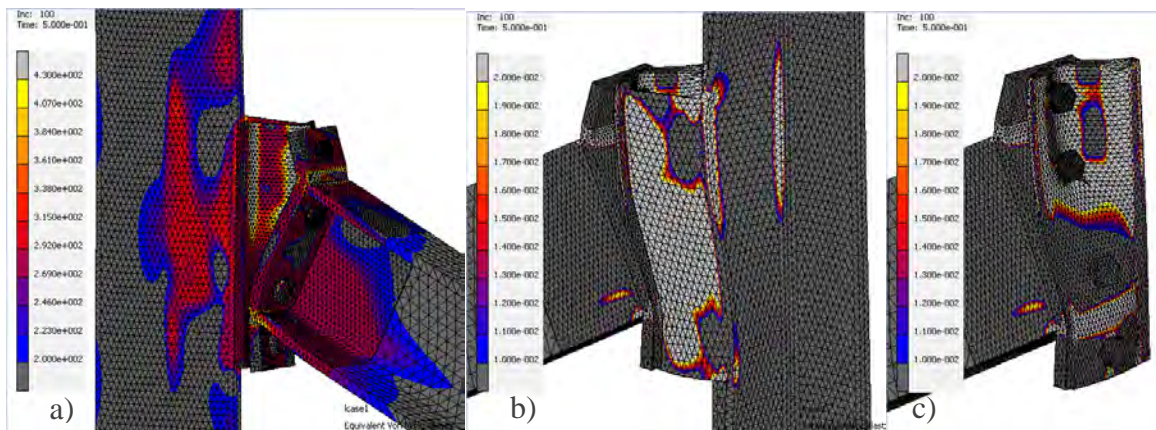 Inc: 100
Time: 5.000e-001
4.300e+002
4.070e+002
3.840e+002
3.610e+002
3.380e+002
3.150e+002
2.920e+002
2.690e+002
2.460e+002
2.230e+002
2.000e+002
lcase1
Equivalent Von
a)
Inc: 100
Time: 5.000e-001
2.000e-002
1.900e-002
1.800e-002
1.700e-002
1.600e-002
1.500e-002
1.400e-002
1.300e-002
1.200e-002
1.100e-002
1.000e-002
b)
Inc: 100
Time: 5.000e-001
2.000e-002
1.900e-002
1.800e-002
1.700e-002
1.600e-002
1.500e-002
1.400e-002
1.300e-002
1.200e-002
1.100e-002
1.000e-002
c)